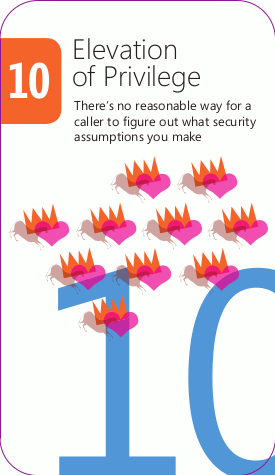 10
Elevation
of Privilege
There's no reasonable way for a
caller to figure out what security
assumptions you make
10